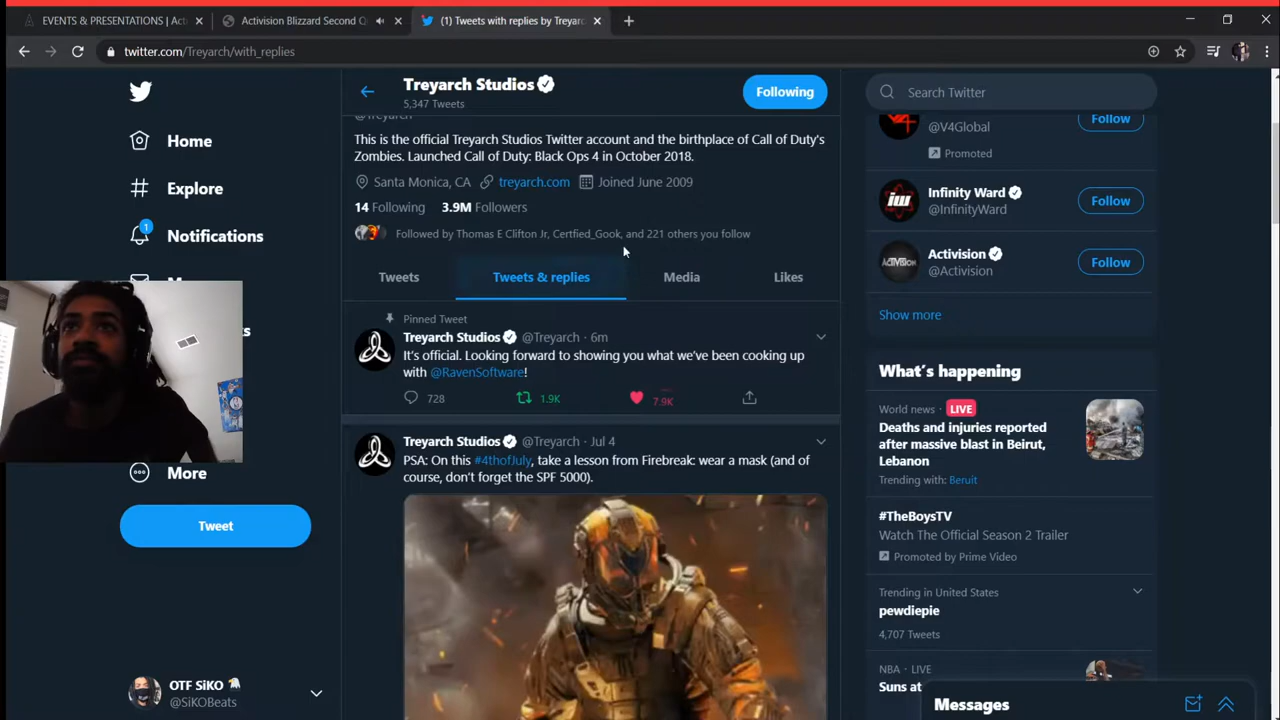 EVENTS & PRESENTATIONS | Act
Activision Blizzard Second Q
(1) Tweets with replies by Treyarc
twitter.com/Treyarch/with_replies
Treyarch Studios
5,347 Tweets
Following
@Treyarch
This is the official Treyarch Studios Twitter account and the birthplace of Call of Duty's
Zombies. Launched Call of Duty: Black Ops 4 in October 2018.
Santa Monica, CA treyarch.com Joined June 2009
14 Following 3.9M Followers
Followed by Thomas E Clifton Jr, Certfied_Gook, and 221 others you follow
Tweets
Tweets & replies
Media
Likes
Pinned Tweet
Treyarch Studios @Treyarch · 6m
It's official. Looking forward to showing you what we've been cooking up
with @RavenSoftware!
728 1.9K 7.9K
Treyarch Studios @Treyarch · Jul 4
PSA: On this #4thofJuly, take a lesson from Firebreak: wear a mask (and of
course, don't forget the SPF 5000).
Home
Explore
1
Notifications
More
Tweet
OTF SiKO
@SiKOBeats
Search Twitter
@V4Global
Follow
Promoted
Infinity Ward
@InfinityWard
Follow
Activision
@Activision
Follow
Show more
What's happening
World news · LIVE
Deaths and injuries reported
after massive blast in Beirut,
Lebanon
Trending with: Beruit
#TheBoysTV
Watch The Official Season 2 Trailer
Promoted by Prime Video
Trending in United States
pewdiepie
4,707 Tweets
NBA · LIVE
Suns at
Messages